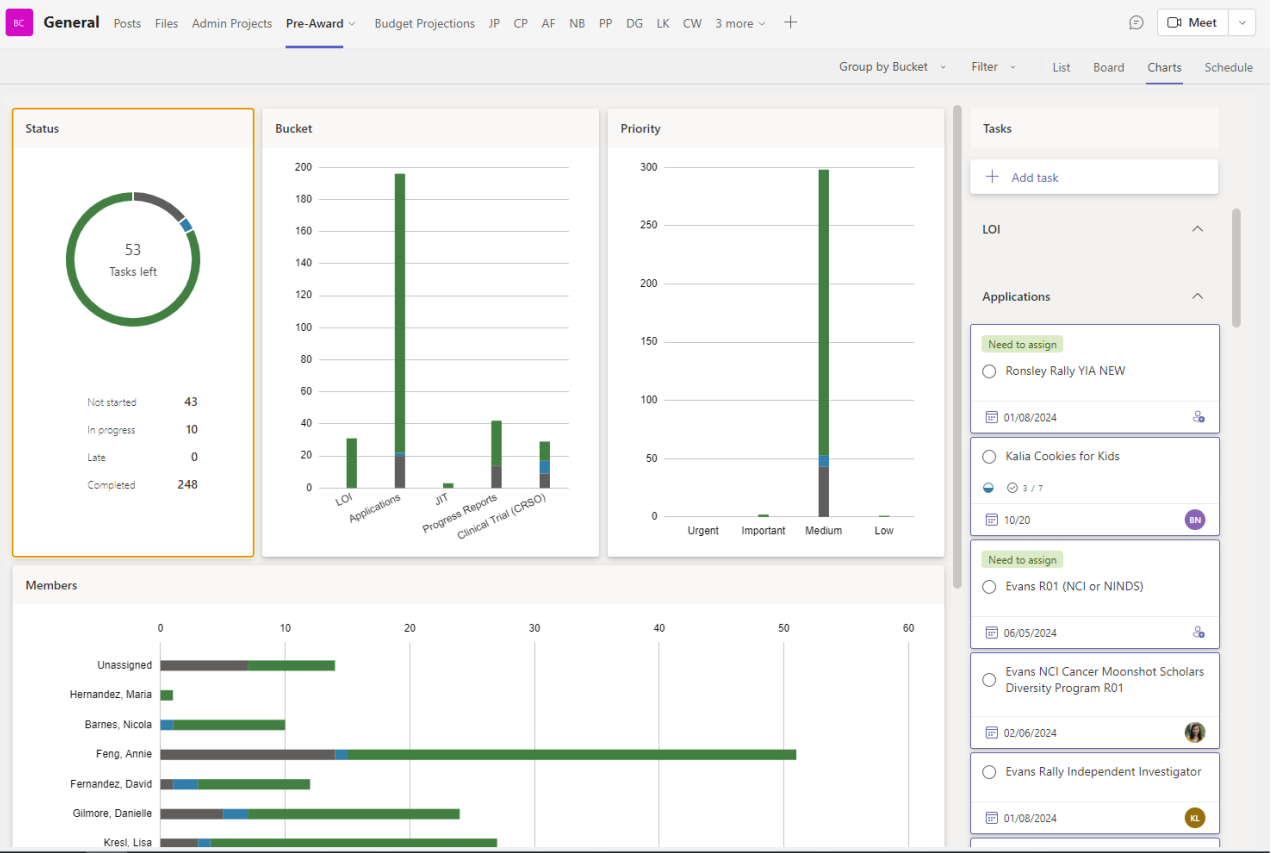 BC General Posts Files Admin Projects Pre-Award Budget Projections JP CP AF NB PP DG LK CW 3 more Meet
Group by Bucket Filter List Board Charts Schedule
Status
53
Tasks left
Not started 43
In progress 10
Late 0
Completed 248
Bucket
200
180
160
140
120
100
80
60
40
20
0
LOI Applications JIT Progress Reports Clinical Trial (CRSO)
Priority
300
250
200
150
100
50
0
Urgent Important Medium Low
Members
0 10 20 30 40 50 60
Unassigned
Hernandez, Maria
Barnes, Nicola
Feng, Annie
Fernandez, David
Gilmore, Danielle
Kresl, Lisa
Tasks
Add task
LOI
Applications
Need to assign
Ronsley Rally YIA NEW
01/08/2024
Kalia Cookies for Kids
3 / 7
10/20 BN
Need to assign
Evans R01 (NCI or NINDS)
06/05/2024
Evans NCI Cancer Moonshot Scholars
Diversity Program R01
02/06/2024
Evans Rally Independent Investigator
01/08/2024 KL